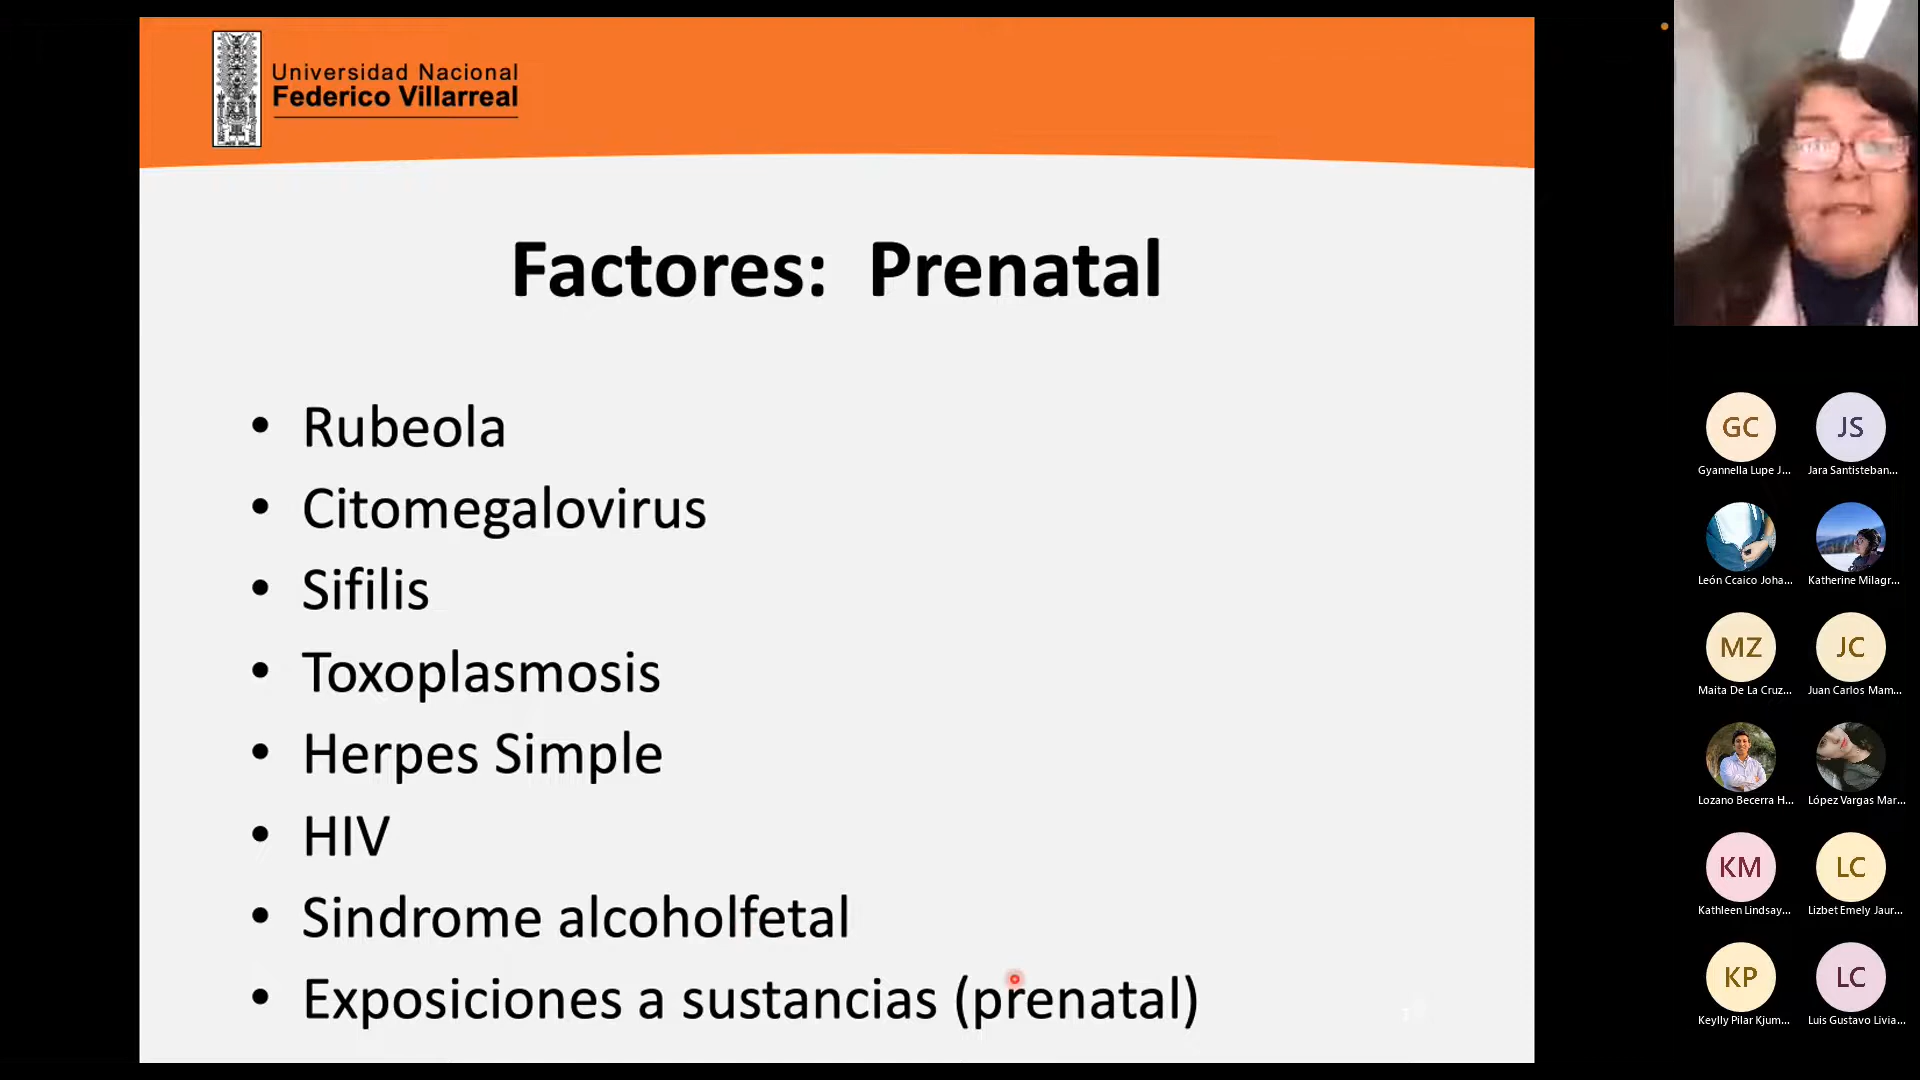 Universidad Nacional
Federico Villarreal
Factores: Prenatal
• Rubeola
• Citomegalovirus
• Sifilis
• Toxoplasmosis
• Herpes Simple
• HIV
• Sindrome alcoholfetal
• Exposiciones a sustancias (prenatal)
GC
JS
Gyannella Lupe J...
Jara Santisteban...
León Ccaico Joha...
Katherine Milagr...
MZ
JC
Maita De La Cruz...
Juan Carlos Mam...
Lozano Becerra H...
López Vargas Mar...
KM
LC
Kathleen Lindsay...
Lizbet Emely Jaur...
KP
LC
Keylly Pilar Kjum...
Luis Gustavo Livia...